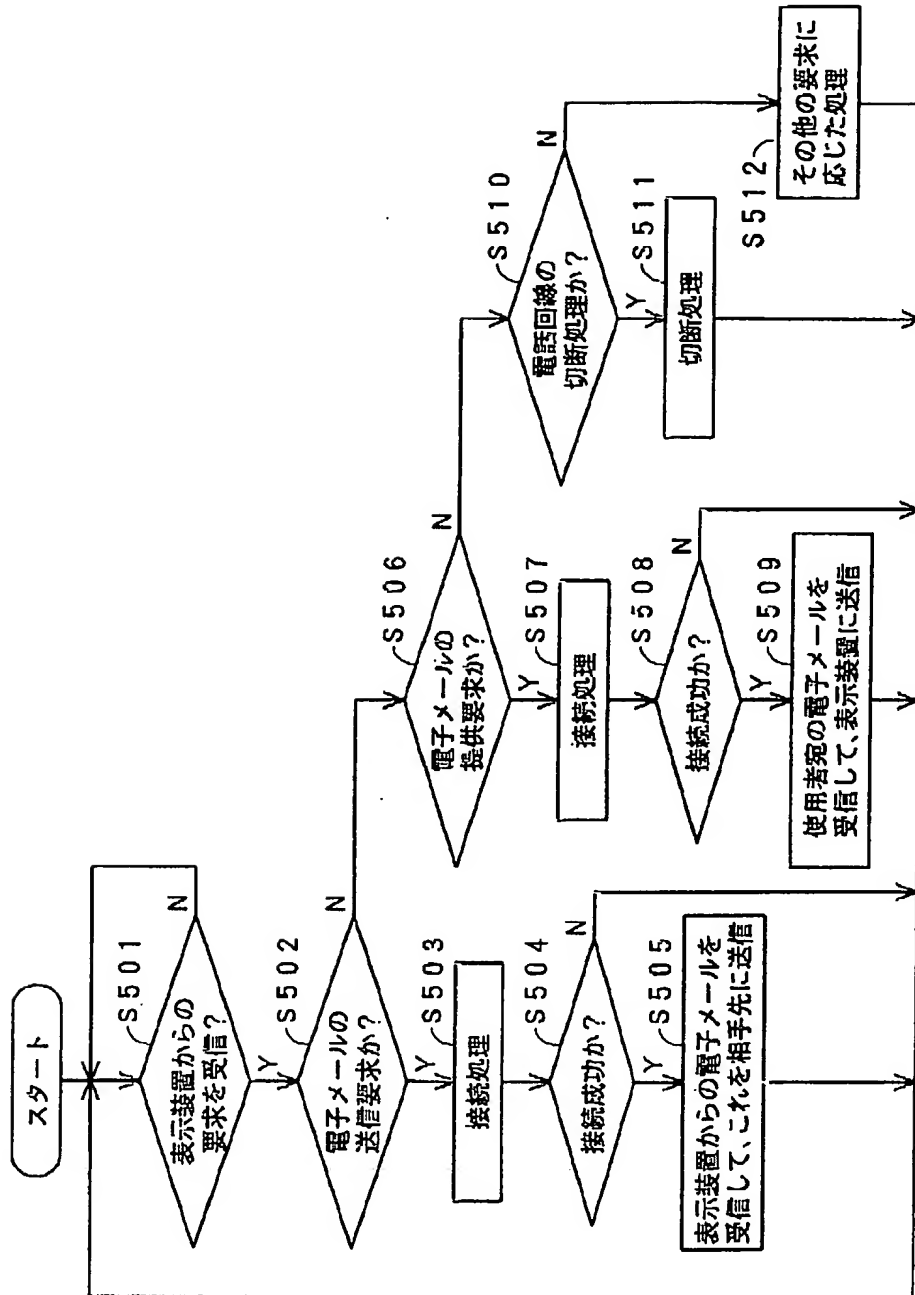 スタート
S501
表示装置からの
要求を受信?
N
Y
S502
電子メールの
送信要求か?
N
Y
S503
接続処理
S504
接続成功か?
N
Y
S505
表示装置からの電子メールを
受信して、これを相手先に送信
S506
電子メールの
提供要求か?
N
Y
S507
接続処理
S508
接続成功か?
N
Y
S509
使用者宛の電子メールを
受信して、表示装置に送信
S510
電話回線の
切断処理か?
N
Y
S511
切断処理
S512
その他の要求に
応じた処理